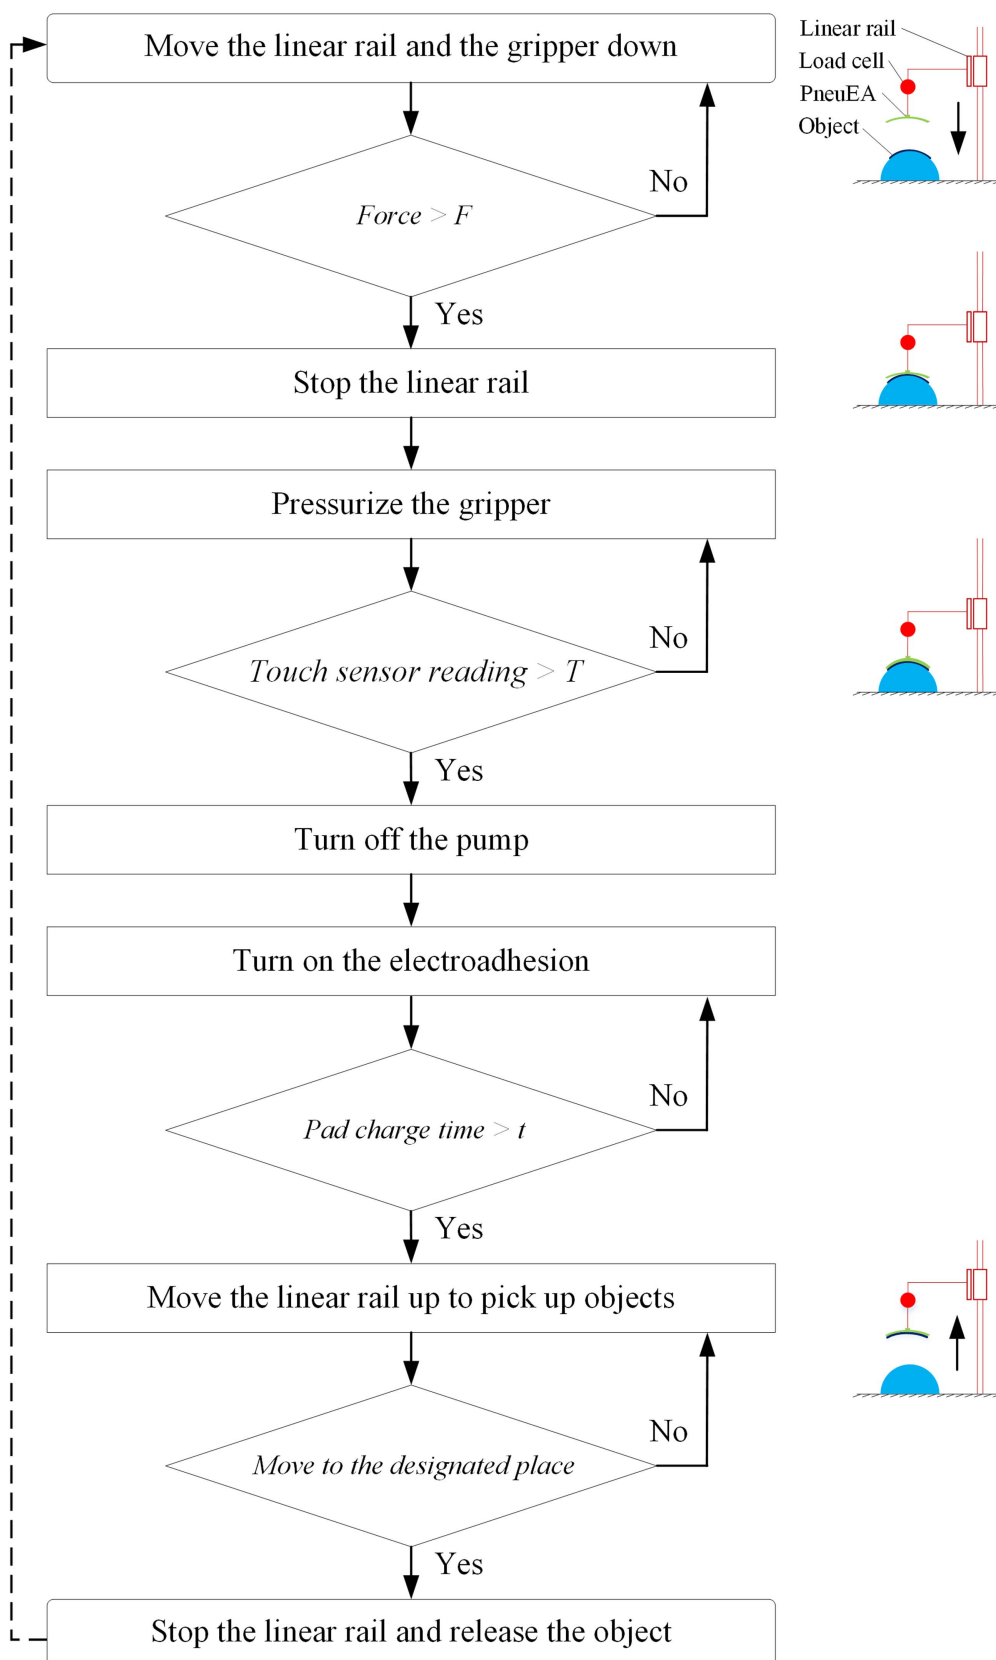 Move the linear rail and the gripper down
Linear rail
Load cell
PneuEA
Object
Force > F
No
Yes
Stop the linear rail
Pressurize the gripper
Touch sensor reading > T
No
Yes
Turn off the pump
Turn on the electroadhesion
Pad charge time > t
No
Yes
Move the linear rail up to pick up objects
Move to the designated place
No
Yes
Stop the linear rail and release the object